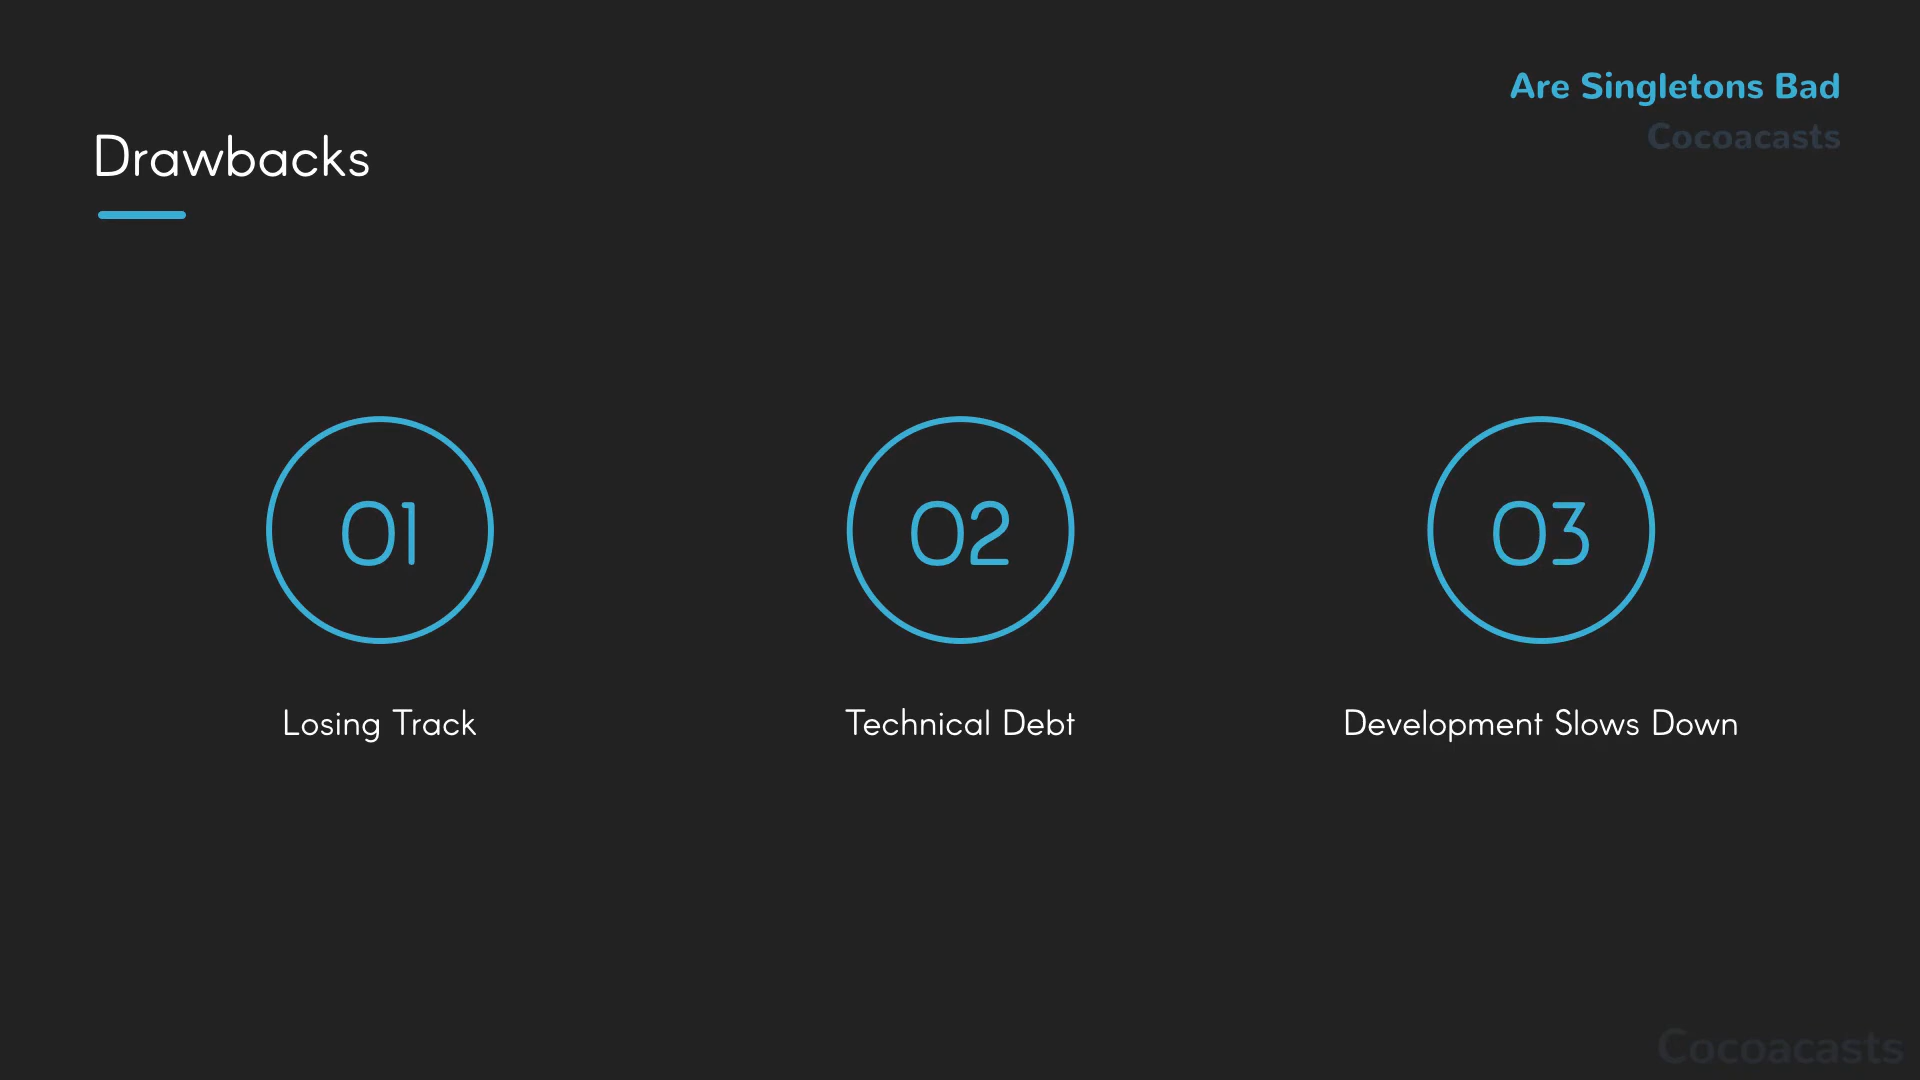 Are Singletons Bad
Cocoacasts
Drawbacks
01
02
03
Losing Track
Technical Debt
Development Slows Down
Cocoacasts